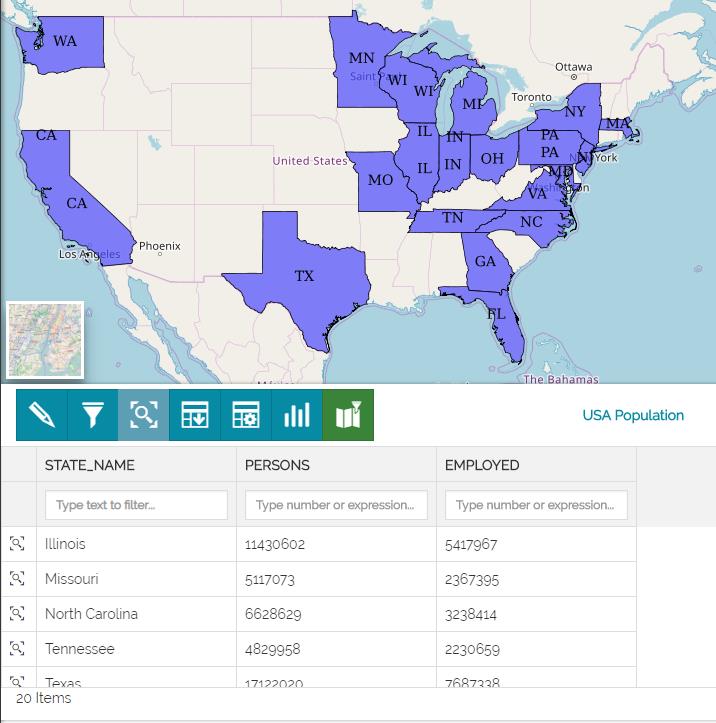 WA
MN
Ottawa
Saint Pa
WI
WI
MI
Toronto
NY
MA
CA
IL
IN
PA
United States
PA
NJ
York
OH
IL
IN
MD
MO
Washington
VA
CA
TN
NC
Phoenix
Los Angeles
GA
TX
FL
The Bahamas
México
USA Population
STATE_NAME PERSONS EMPLOYED
Type text to filter... Type number or expression... Type number or expression...
Illinois 11430602 5417967
Missouri 5117073 2367395
North Carolina 6628629 3238414
Tennessee 4829958 2230659
Texas 17122020 7687338
20 Items